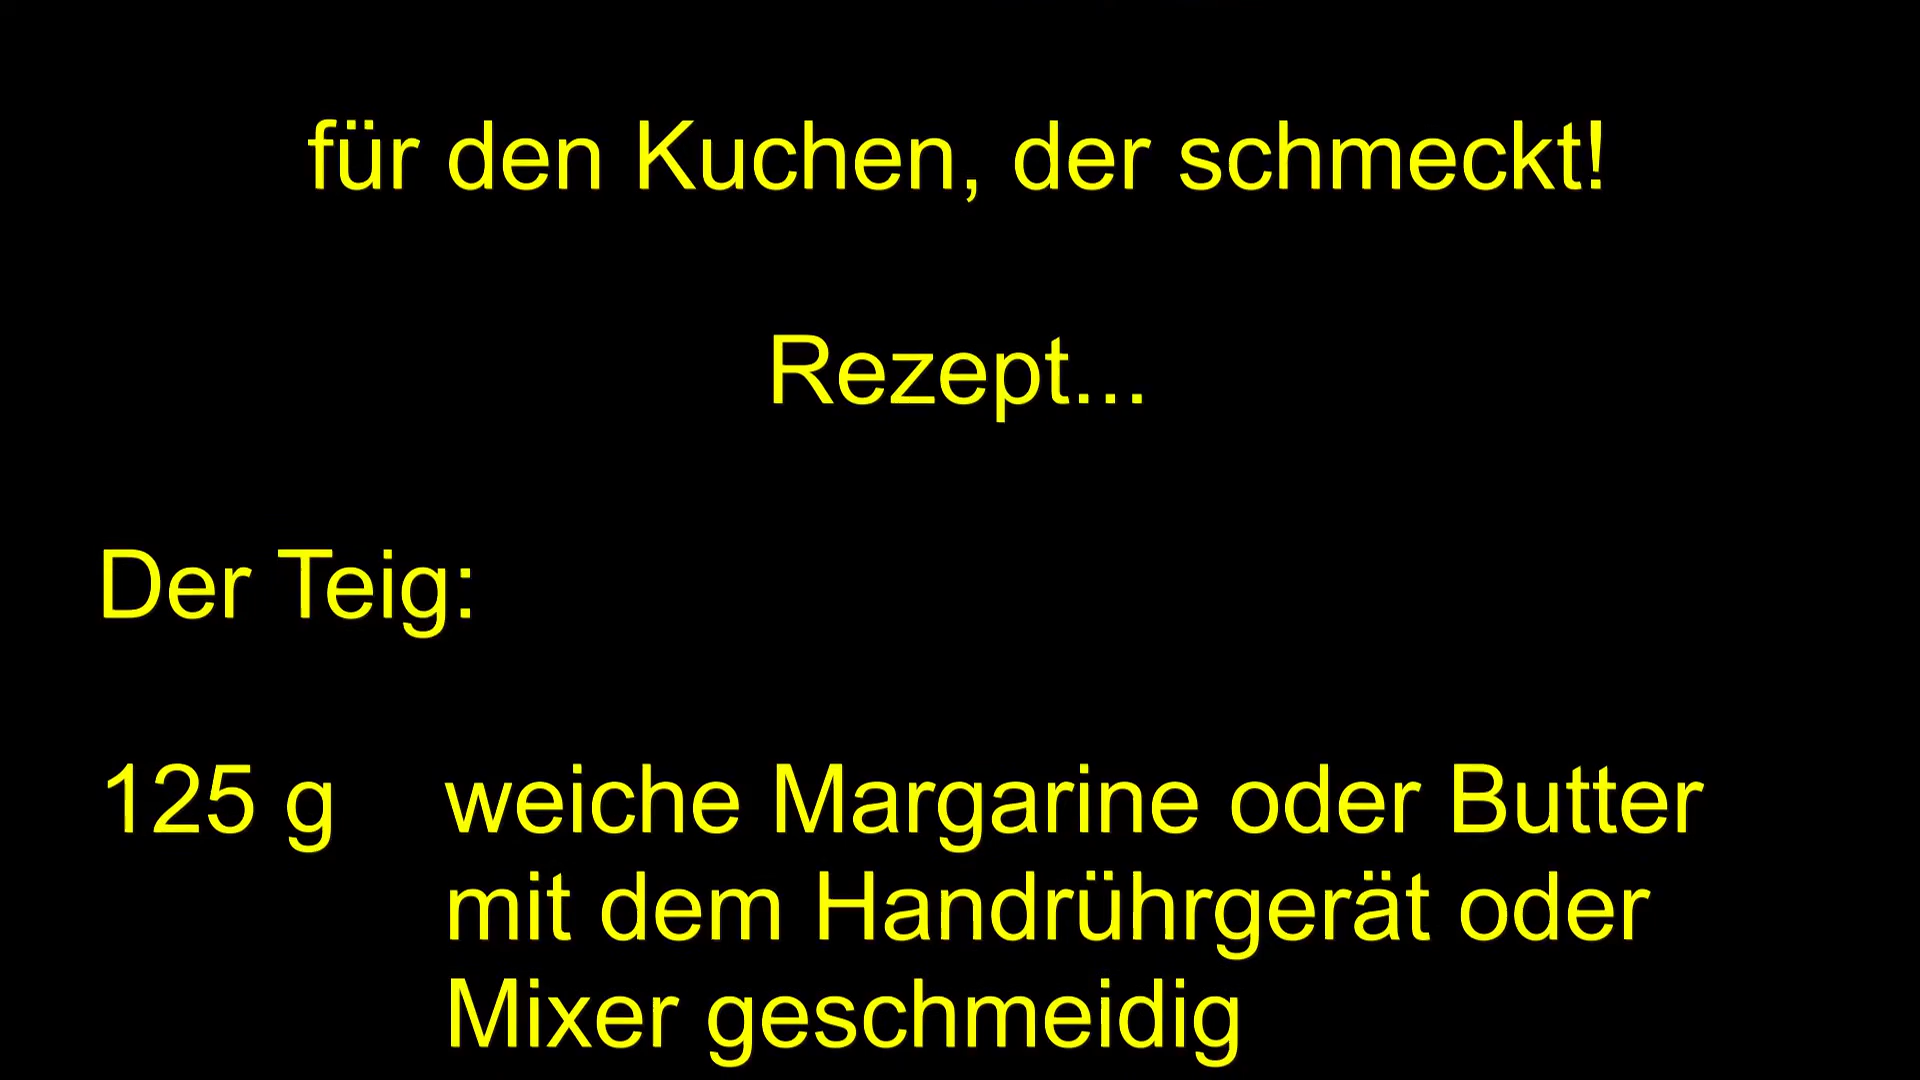 für den Kuchen, der schmeckt!
Rezept...
Der Teig:
125 g weiche Margarine oder Butter
mit dem Handrührgerät oder
Mixer geschmeidig